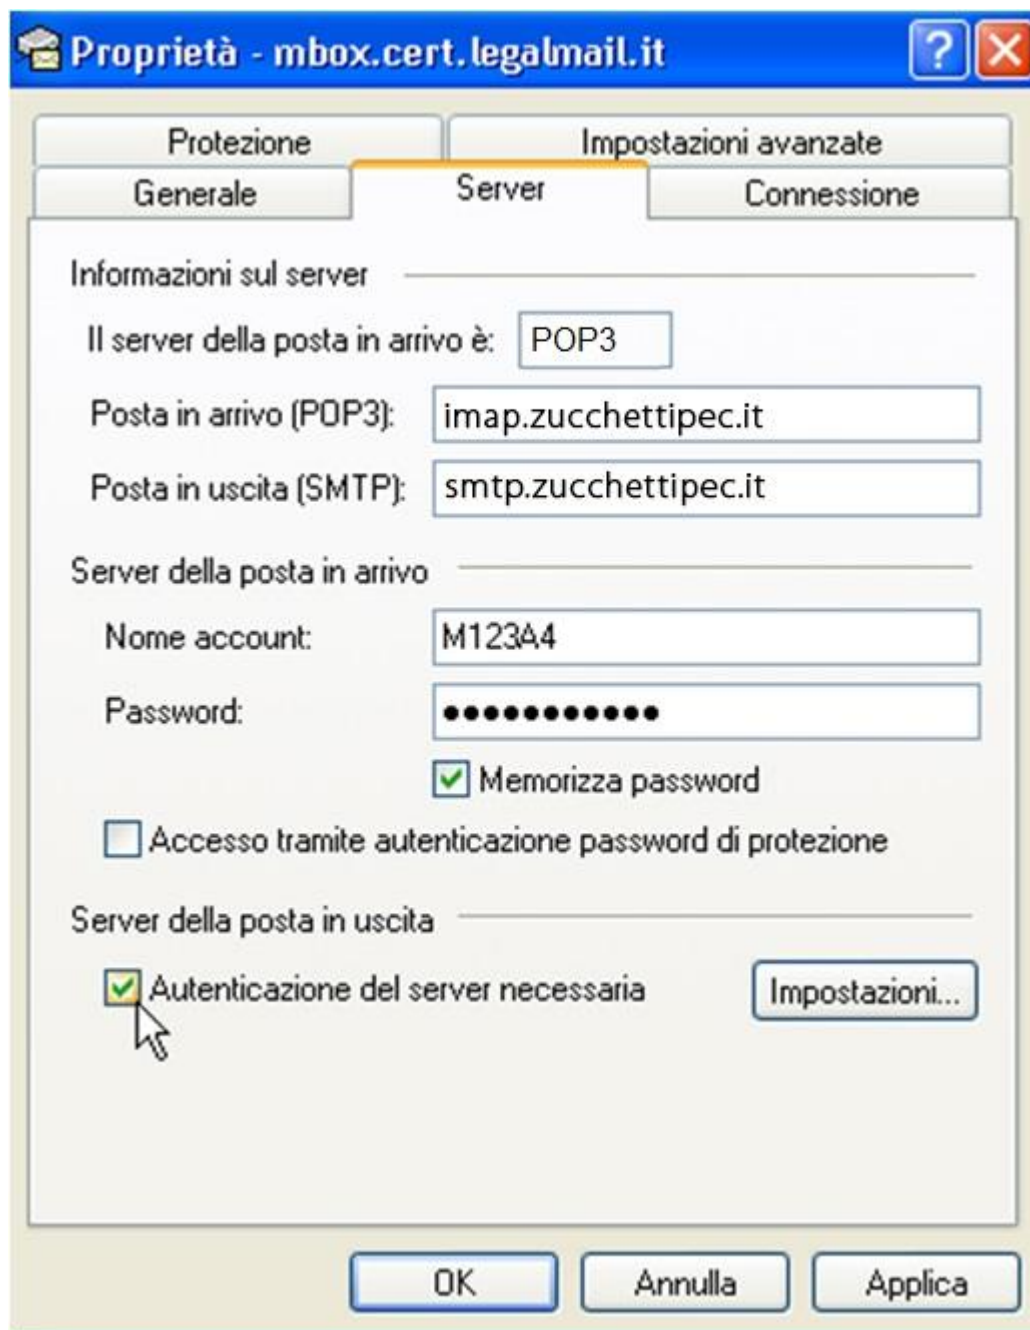 Proprietà - mbox.cert.legalmail.it
Protezione Impostazioni avanzate
Generale Server Connessione
Informazioni sul server
Il server della posta in arrivo è: POP3
Posta in arrivo (POP3): imap.zucchettipec.it
Posta in uscita (SMTP): smtp.zucchettipec.it
Server della posta in arrivo
Nome account: M123A4
Password: ●●●●●●●●●●●
Memorizza password
Accesso tramite autenticazione password di protezione
Server della posta in uscita
Autenticazione del server necessaria Impostazioni...
OK Annulla Applica